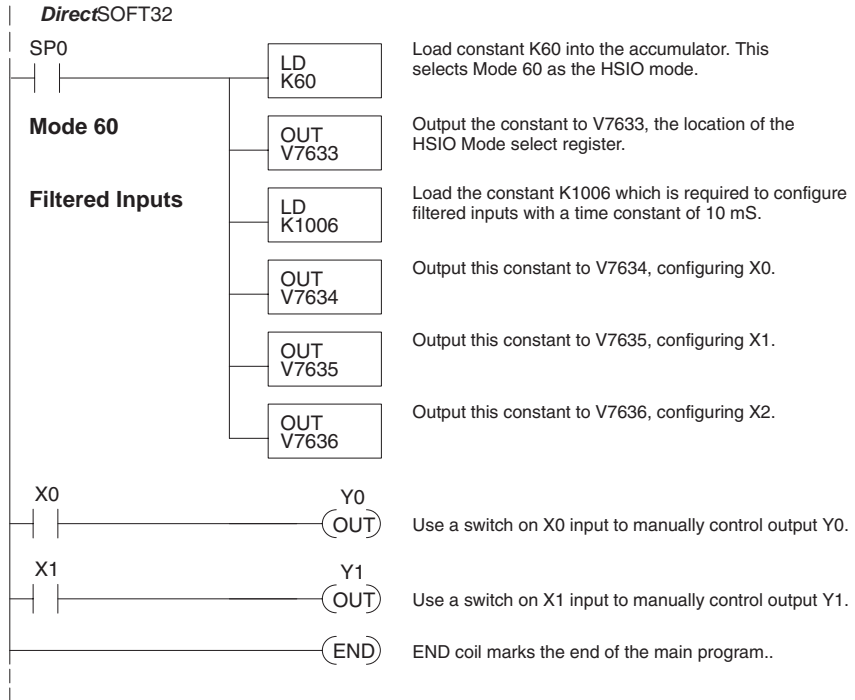 DirectSOFT32
SP0
LD
K60
Load constant K60 into the accumulator. This
selects Mode 60 as the HSIO mode.
Mode 60
OUT
V7633
Output the constant to V7633, the location of the
HSIO Mode select register.
Filtered Inputs
LD
K1006
Load the constant K1006 which is required to configure
filtered inputs with a time constant of 10 mS.
OUT
V7634
Output this constant to V7634, configuring X0.
OUT
V7635
Output this constant to V7635, configuring X1.
OUT
V7636
Output this constant to V7636, configuring X2.
X0
Y0
OUT
Use a switch on X0 input to manually control output Y0.
X1
Y1
OUT
Use a switch on X1 input to manually control output Y1.
END
END coil marks the end of the main program..